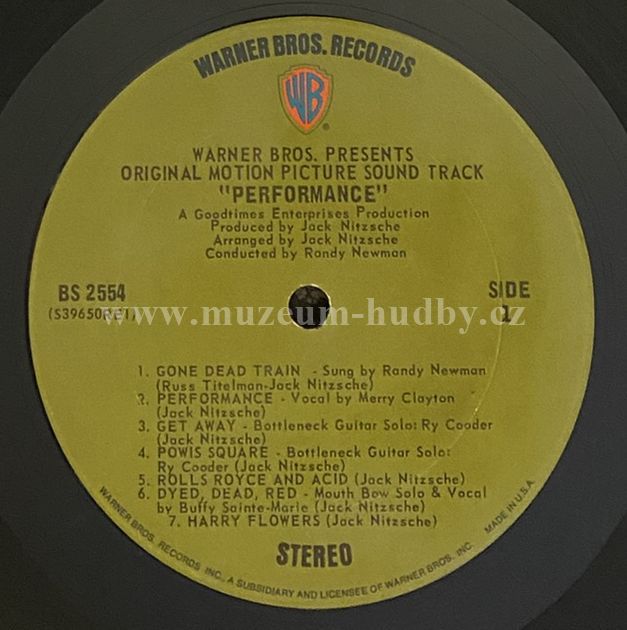 WARNER BROS. RECORDS
WB
®
WARNER BROS. PRESENTS
ORIGINAL MOTION PICTURE SOUND TRACK
"PERFORMANCE"
A Goodtimes Enterprises Production
Produced by Jack Nitzsche
Arranged by Jack Nitzsche
Conducted by Randy Newman
BS 2554
SIDE
1
www.muzeum-hudby.cz
1. GONE DEAD TRAIN - Sung by Randy Newman
(Russ Titelman-Jack Nitzsche)
2. PERFORMANCE - Vocal by Merry Clayton
(Jack Nitzsche)
3. GET AWAY - Bottleneck Guitar Solo: Ry Cooder
(Jack Nitzsche)
4. POWIS SQUARE - Bottleneck Guitar Solo:
Ry Cooder (Jack Nitzsche)
5. ROLLS ROYCE AND ACID (Jack Nitzsche)
6. DYED, DEAD, RED - Mouth Bow Solo & Vocal
by Buffy Sainte-Marie (Jack Nitzsche)
7. HARRY FLOWERS (Jack Nitzsche)
STEREO
WARNER BROS. RECORDS INC., A SUBSIDIARY AND LICENSEE OF WARNER BROS. INC. MADE IN U.S.A.